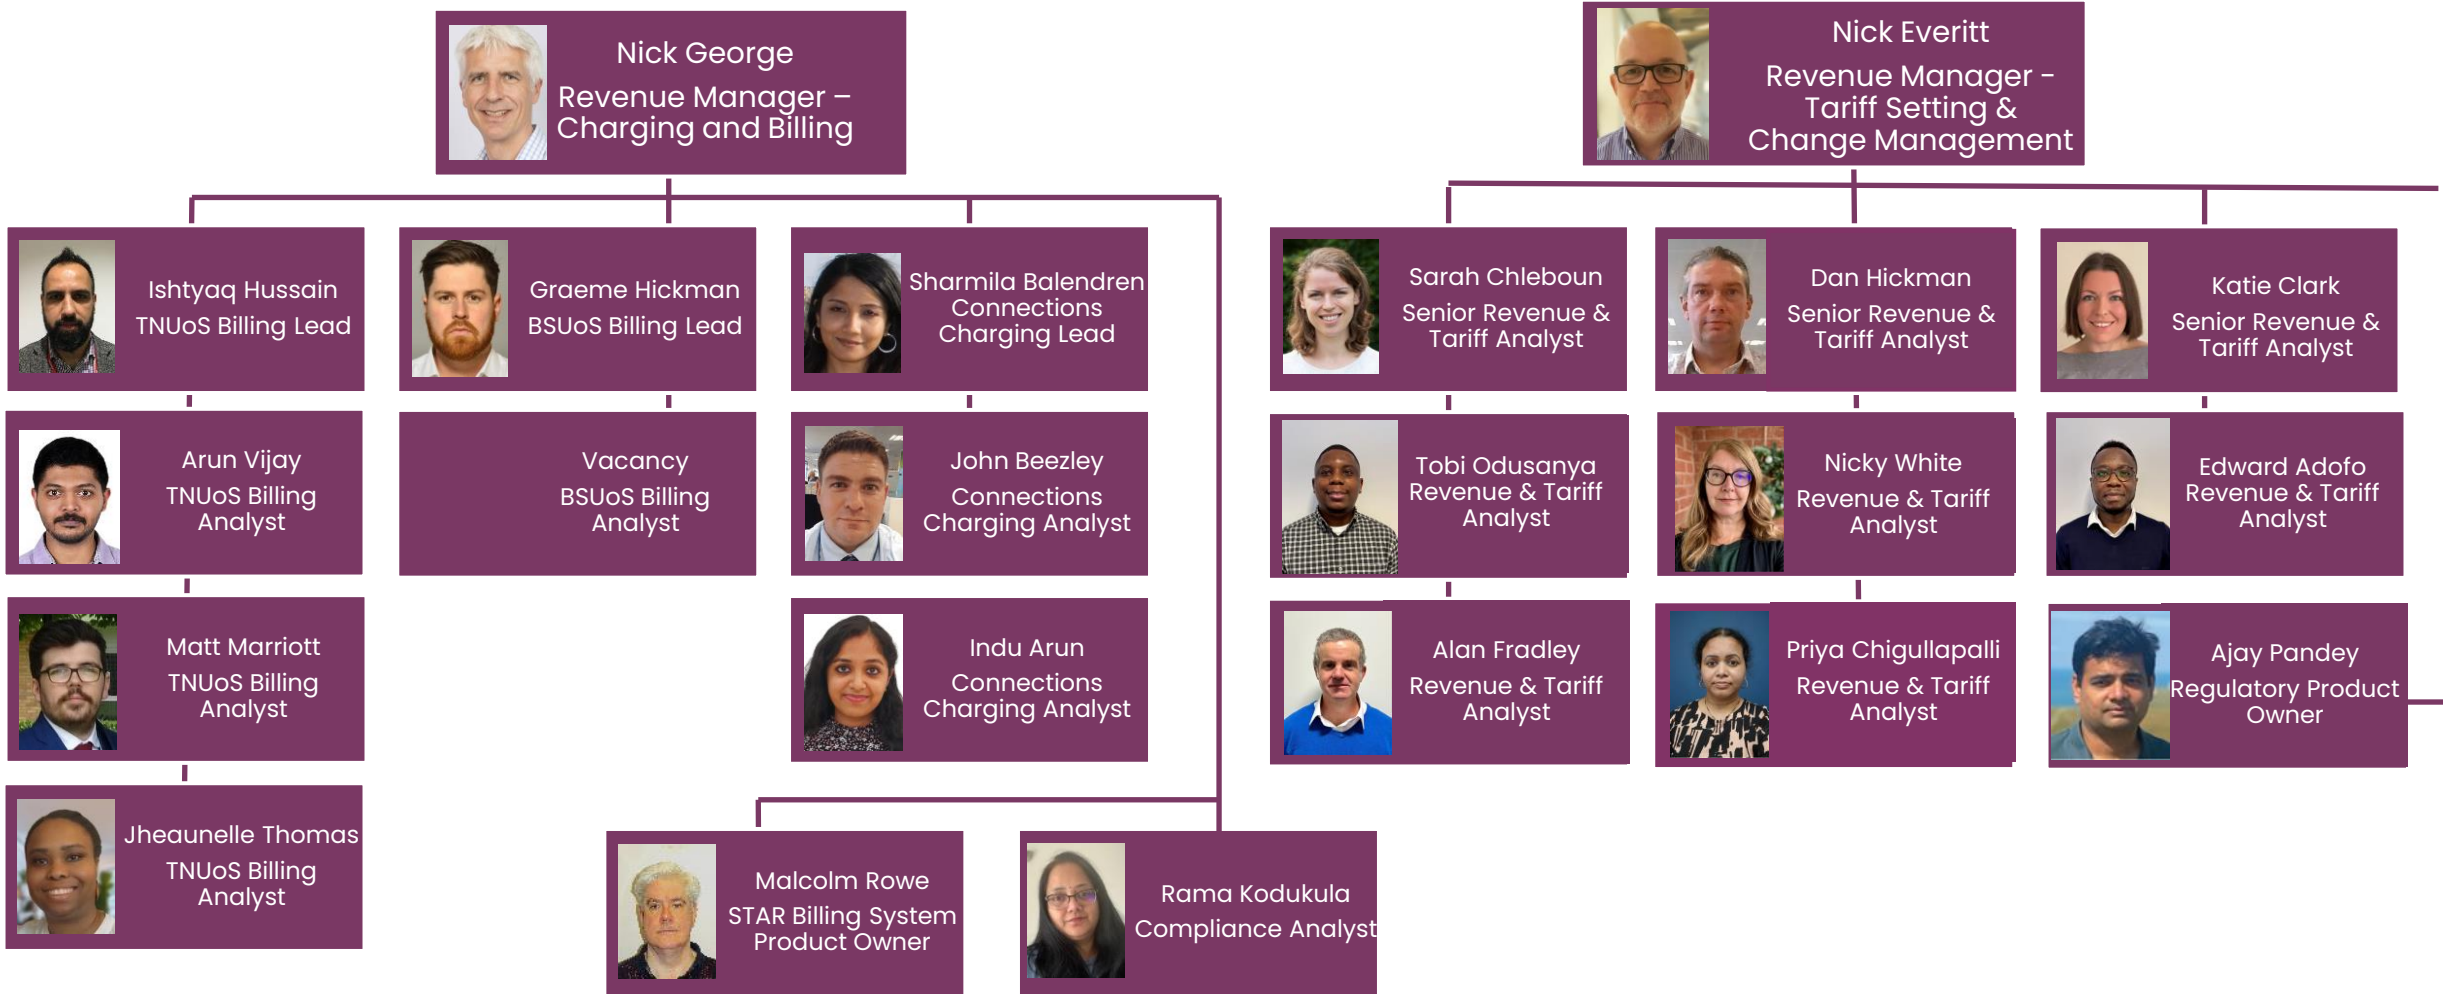 Nick George
Revenue Manager –
Charging and Billing
Nick Everitt
Revenue Manager -
Tariff Setting &
Change Management
Ishtyaq Hussain
TNUoS Billing Lead
Graeme Hickman
BSUoS Billing Lead
Sharmila Balendren
Connections
Charging Lead
Sarah Chleboun
Senior Revenue &
Tariff Analyst
Dan Hickman
Senior Revenue &
Tariff Analyst
Katie Clark
Senior Revenue &
Tariff Analyst
Arun Vijay
TNUoS Billing
Analyst
Vacancy
BSUoS Billing
Analyst
John Beezley
Connections
Charging Analyst
Tobi Odusanya
Revenue & Tariff
Analyst
Nicky White
Revenue & Tariff
Analyst
Edward Adofo
Revenue & Tariff
Analyst
Matt Marriott
TNUoS Billing
Analyst
Indu Arun
Connections
Charging Analyst
Alan Fradley
Revenue & Tariff
Analyst
Priya Chigullapalli
Revenue & Tariff
Analyst
Ajay Pandey
Regulatory Product
Owner
Jheaunelle Thomas
TNUoS Billing
Analyst
Malcolm Rowe
STAR Billing System
Product Owner
Rama Kodukula
Compliance Analyst